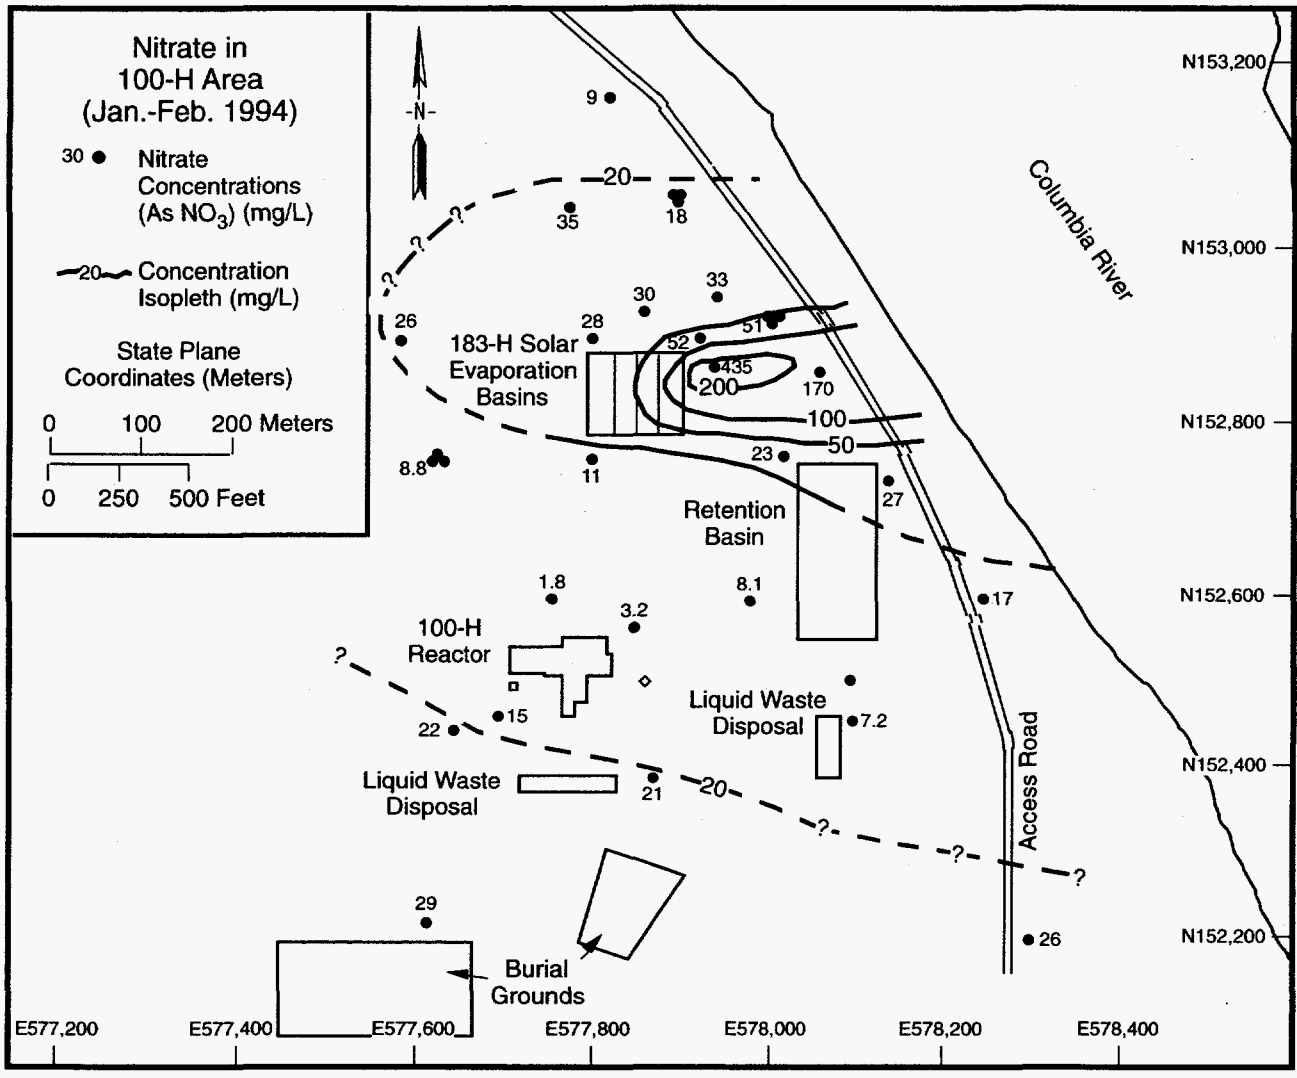 Nitrate in
100-H Area
(Jan.-Feb. 1994)
30
Nitrate
Concentrations
(As NO3) (mg/L)
20
Concentration
Isopleth (mg/L)
State Plane
Coordinates (Meters)
0 100 200 Meters
0 250 500 Feet
-N-
9
N153,200
Columbia River
20
?
35
18
?
N153,000
?
33
30
26
28
51
183-H Solar
Evaporation
Basins
52
435
200
170
100
N152,800
50
23
8.8
11
27
Retention
Basin
1.8
8.1
N152,600
17
3.2
100-H
Reactor
?
Liquid Waste
Disposal
15
22
7.2
Access Road
N152,400
Liquid Waste
Disposal
21
20
?
?
?
29
26
N152,200
Burial
Grounds
E577,200 E577,400 E577,600 E577,800 E578,000 E578,200 E578,400